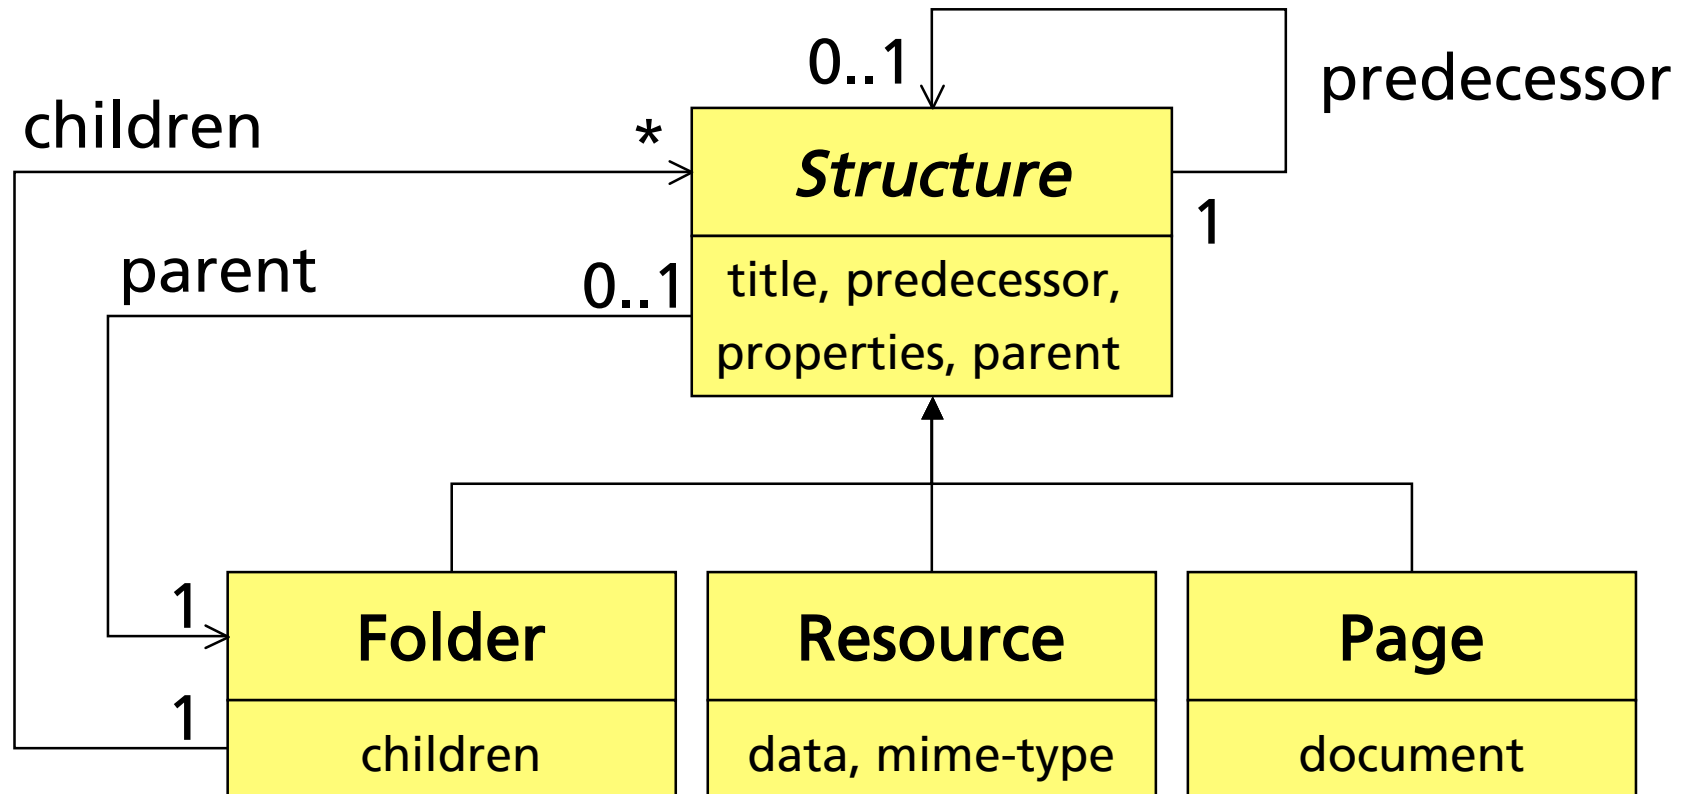 0..1
predecessor
children
*
Structure
1
parent
0..1
title, predecessor,
properties, parent
1
Folder
Resource
Page
1
children
data, mime-type
document